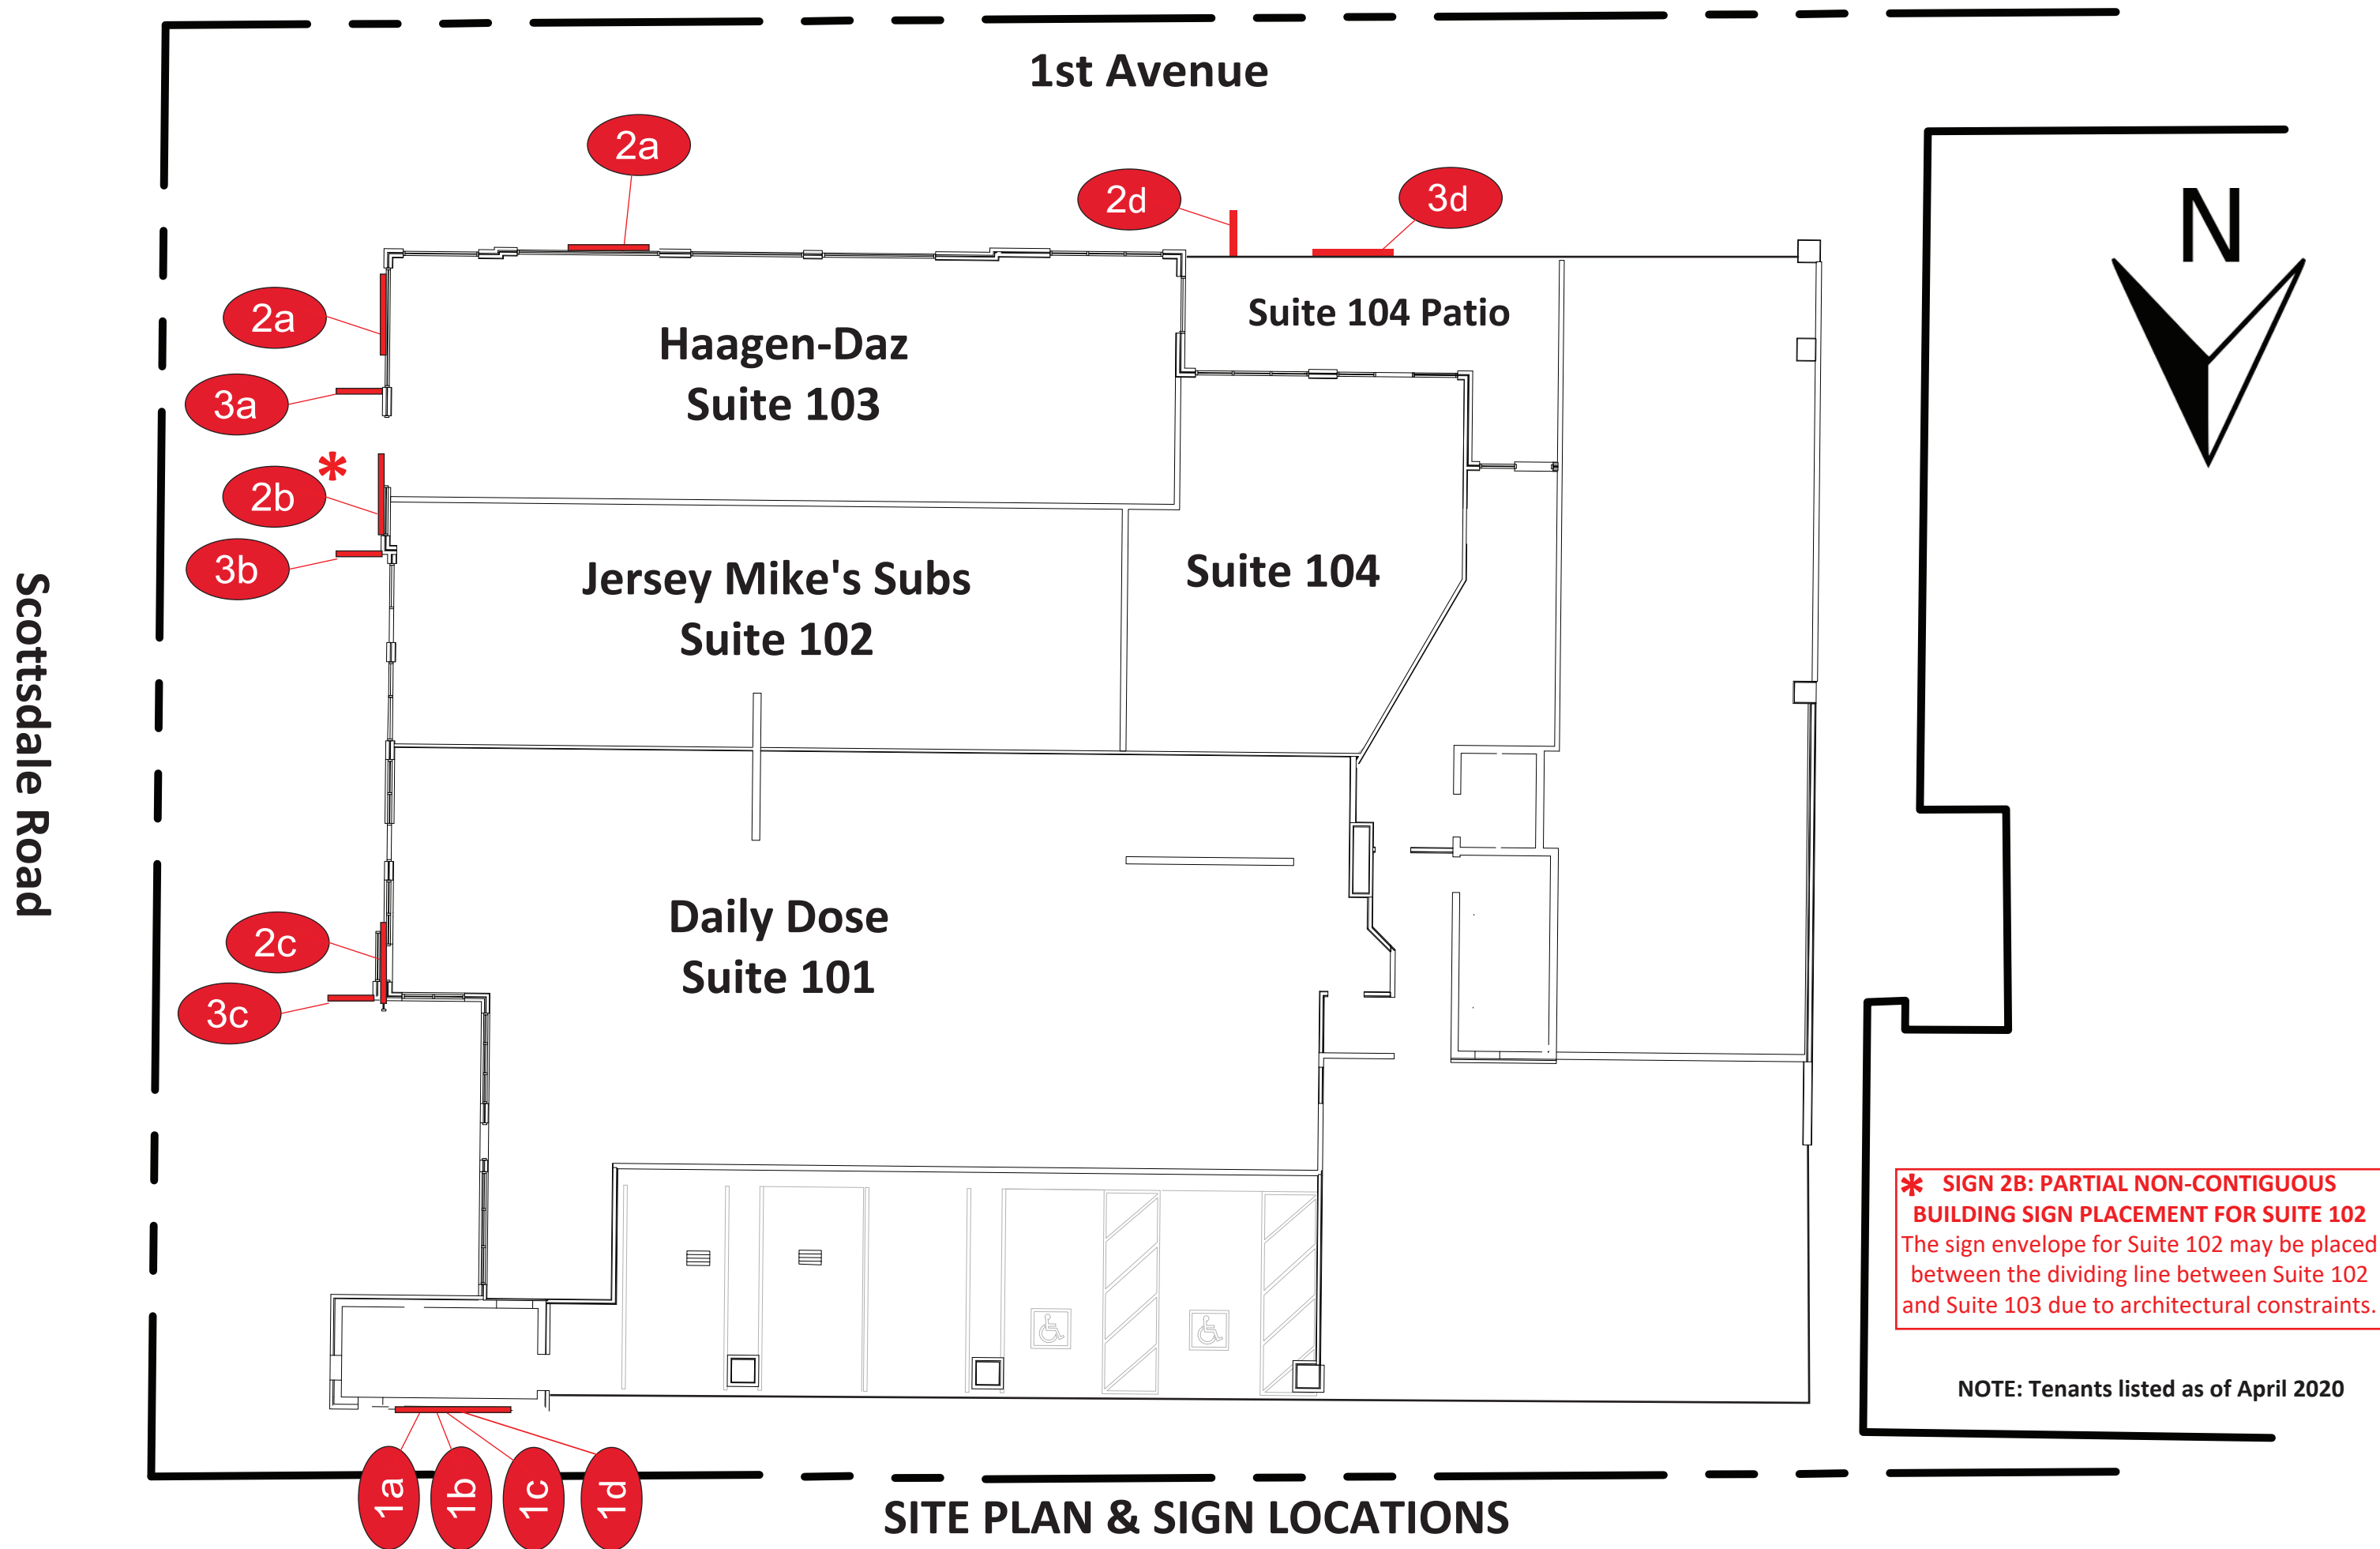 1st Avenue
2a
2d
3d
N
2a
Haagen-Daz
Suite 103
Suite 104 Patio
3a
*
2b
3b
Jersey Mike's Subs
Suite 102
Suite 104
Scottsdale Road
Daily Dose
Suite 101
2c
3c
* SIGN 2B: PARTIAL NON-CONTIGUOUS
BUILDING SIGN PLACEMENT FOR SUITE 102
The sign envelope for Suite 102 may be placed
between the dividing line between Suite 102
and Suite 103 due to architectural constraints.
NOTE: Tenants listed as of April 2020
1a
1b
1c
1d
SITE PLAN & SIGN LOCATIONS